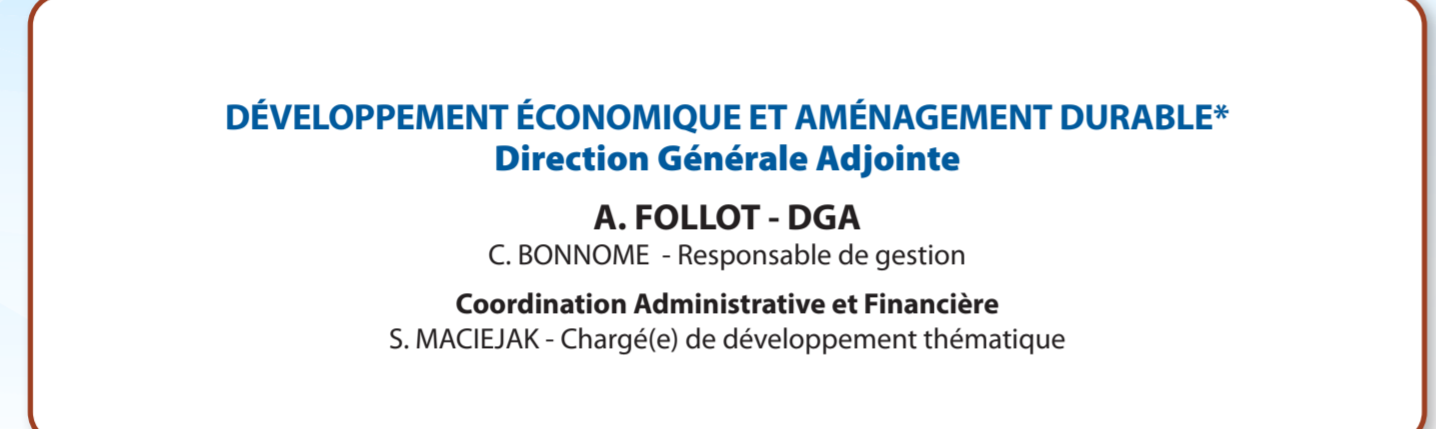 DÉVELOPPEMENT ÉCONOMIQUE ET AMÉNAGEMENT DURABLE*
Direction Générale Adjointe
A. FOLLOT - DGA
C. BONNOME - Responsable de gestion
Coordination Administrative et Financière
S. MACIEJAK - Chargé(e) de développement thématique